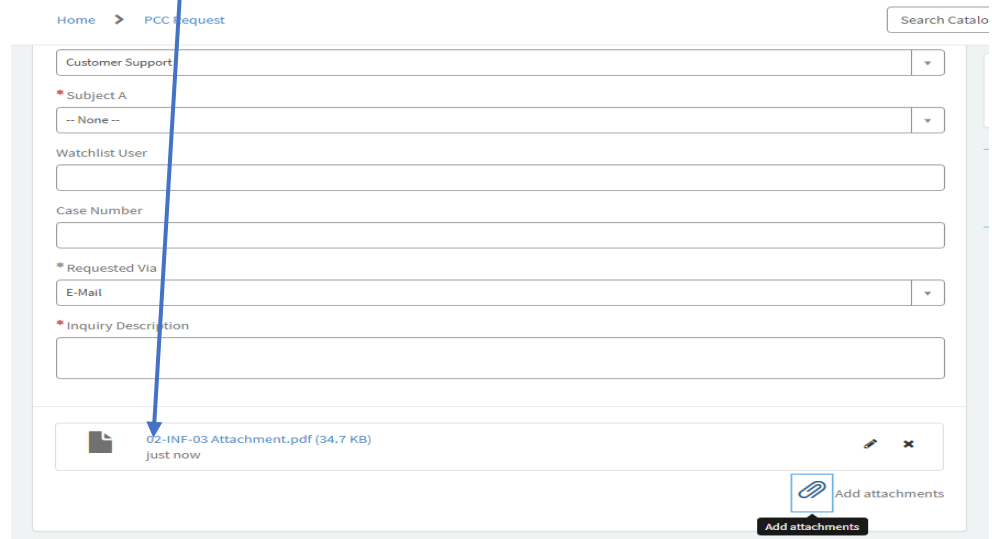 Home > PCC Request
Search Catalo
Customer Support
* Subject A
-- None --
Watchlist User
Case Number
* Requested Via
E-Mail
* Inquiry Description
02-INF-03 Attachment.pdf (34.7 KB)
just now
Add attachments
Add attachments